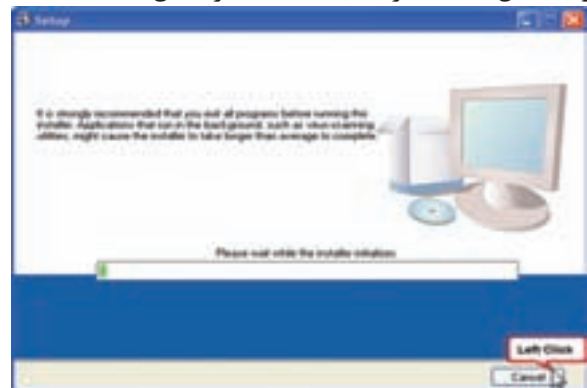 Setup
It is strongly recommended that you exit all programs before running this
installer. Applications that run in the background, such as virus-scanning
utilities, might cause the installer to take longer than average to complete.
Please wait while the installer initializes
Left Click
Cancel